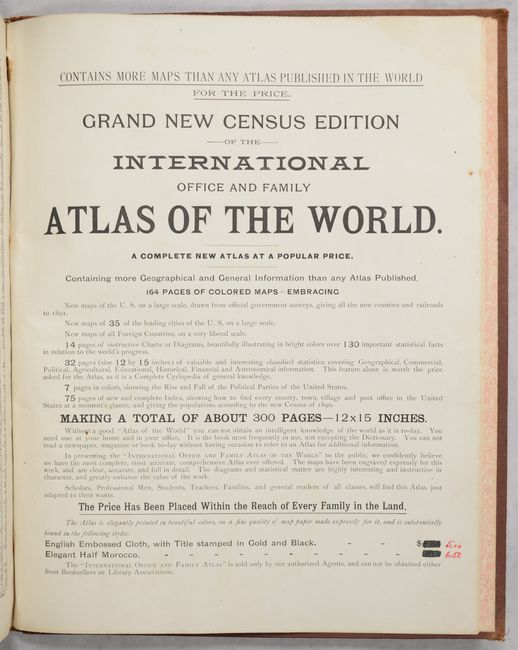 CONTAINS MORE MAPS THAN ANY ATLAS PUBLISHED IN THE WORLD
FOR THE PRICE.
GRAND NEW CENSUS EDITION
OF THE
INTERNATIONAL
OFFICE AND FAMILY
ATLAS OF THE WORLD.
A COMPLETE NEW ATLAS AT A POPULAR PRICE.
Containing more Geographical and General Information than any Atlas Published.
164 PAGES OF COLORED MAPS—EMBRACING
New maps of the U. S. on a large scale, drawn from official government surveys, giving all the new counties and railroads
to 1891.
New maps of 35 of the leading cities of the U. S., on a large scale.
New maps of all Foreign Countries, on a very liberal scale.
14 pages of instructive Charts or Diagrams, beautifully illustrating in bright colors over 130 important statistical facts
in relation to the world's progress.
32 pages (size 12 by 15 inches) of valuable and interesting classified statistics, covering Geographical, Commercial,
Political, Agricultural, Educational, Historical, Financial and Astronomical information. This feature alone is worth the price
asked for the Atlas, as it is a Complete Cyclopedia of general knowledge.
7 pages in colors, showing the Rise and Fall of the Political Parties of the United States.
75 pages of new and complete Index, showing how to find every county, town, village and post office in the United
States at a moment's glance, and giving the populations according to the new Census of 1890.
MAKING A TOTAL OF ABOUT 300 PAGES—12x15 INCHES.
Without a good "Atlas of the World" you can not obtain an intelligent knowledge of the world as it is to-day. You
need one at your home and in your office. It is the book most frequently in use, not excepting the Dictionary. You can not
read a newspaper, magazine or book to-day without having occasion to refer to an Atlas for additional information.
In presenting the "INTERNATIONAL OFFICE AND FAMILY ATLAS OF THE WORLD" to the public, we confidently believe
we have the most complete, most accurate, comprehensive Atlas ever offered. The maps have been engraved expressly for this
work, and are clear, accurate, and full in detail. The diagrams and statistical matter are highly interesting and instructive in
character, and greatly enhance the value of the work.
Scholars, Professional Men, Students, Teachers, Families, and general readers of all classes, will find this Atlas just
adapted to their wants.
The Price Has Been Placed Within the Reach of Every Family in the Land.
The Atlas is elegantly printed in beautiful colors, on a fine quality of map paper made expressly for it, and is substantially
bound in the following styles:
English Embossed Cloth, with Title stamped in Gold and Black. - - $ 5.00
Elegant Half Morocco. - - - - - - - - - - - 6.50
The "INTERNATIONAL OFFICE AND FAMILY ATLAS" is sold only by our authorized Agents, and can not be obtained either
from Booksellers or Library Associations.